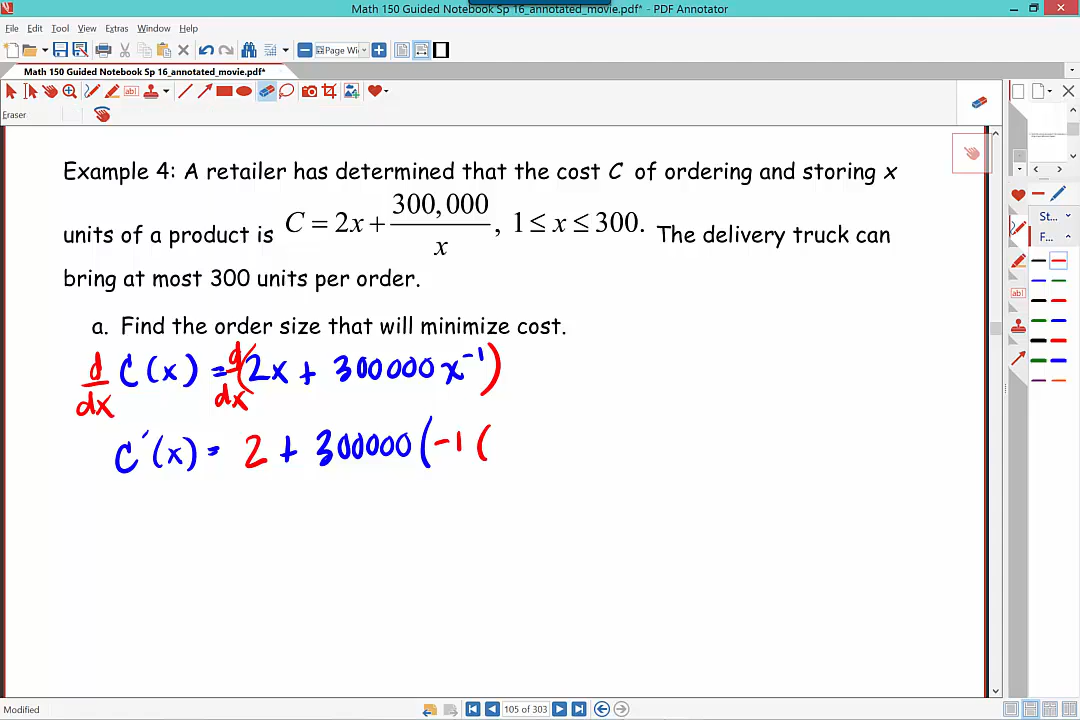 Math 150 Guided Notebook Sp 16_annotated_movie.pdf* - PDF Annotator
File Edit Tool View Extras Window Help
Page Wi
Math 150 Guided Notebook Sp 16_annotated_movie.pdf*
Eraser
Example 4: A retailer has determined that the cost C of ordering and storing x
units of a product is C = 2x + 300,000/x , 1 ≤ x ≤ 300. The delivery truck can
bring at most 300 units per order.
a. Find the order size that will minimize cost.
d/dx C(x) = d/dx(2x + 300000x⁻¹)
C′(x) = 2 + 300000(-1(
St...
F...
abI
Modified
105 of 303